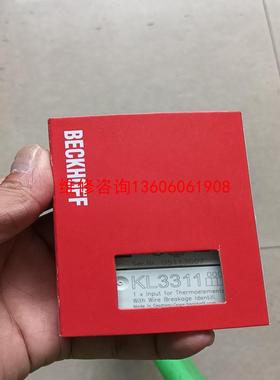 BECKHOFF
维修咨询13606061908
KL3311
1 x Input for Thermoelements
With Wire Breakage Identif.